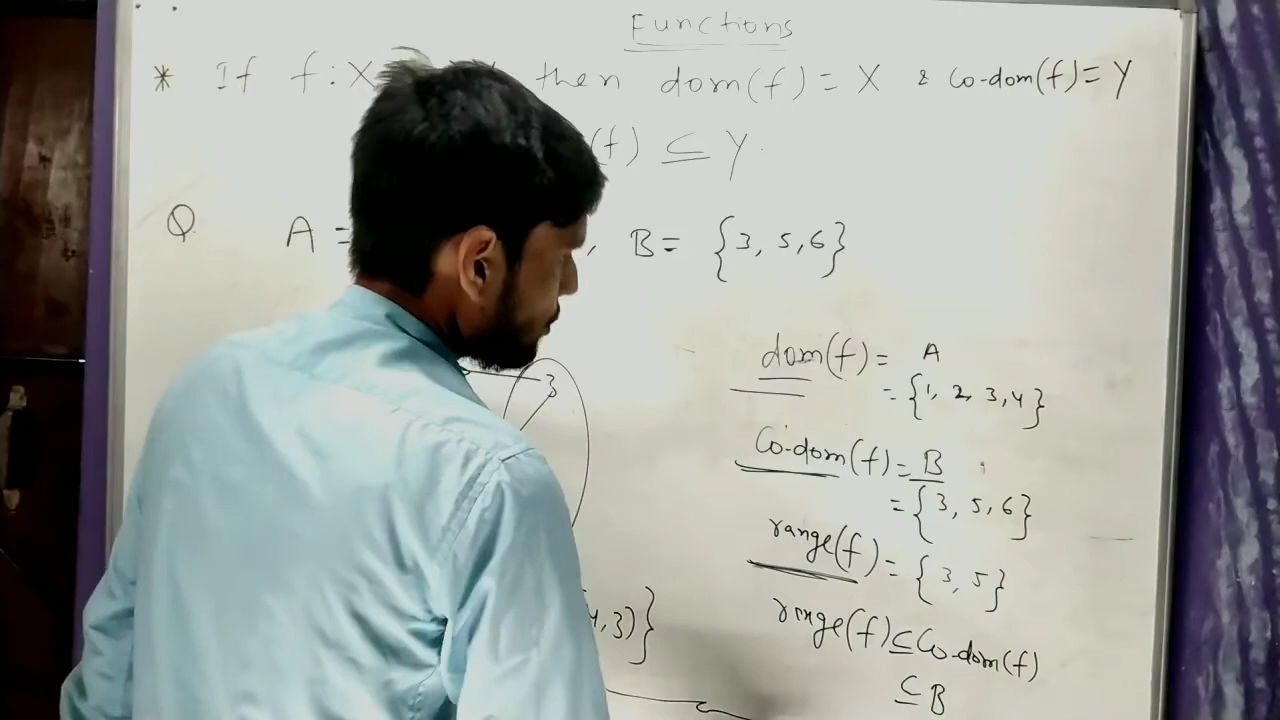 Functions
* If f : X then dom(f) = X & Co-dom(f) = Y
(f) ⊆ Y.
Q. A = , B = {3, 5, 6}
3
dom(f) = A
= {1, 2, 3, 4}
Co-dom(f) = B
= {3, 5, 6}
range(f) = {3, 5}
4,3)}
range(f) ⊆ Co-dom(f)
⊆ B